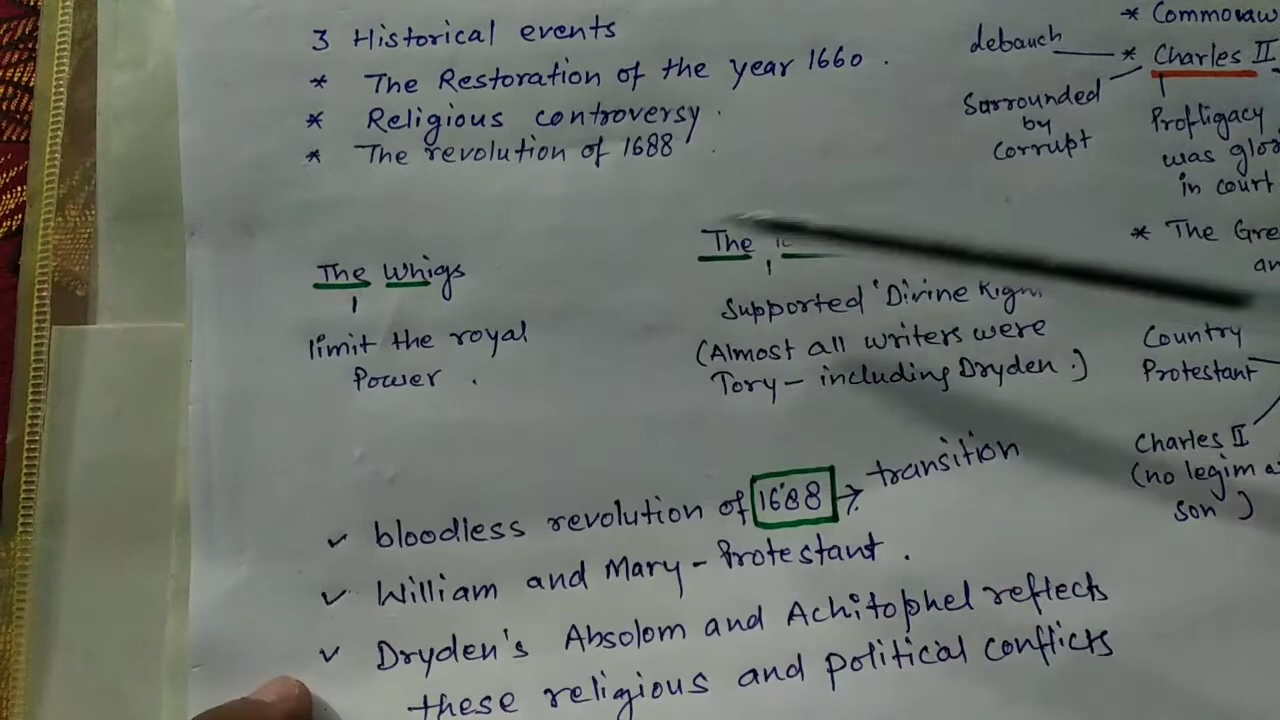 3 Historical events
* The Restoration of the year 1660.
* Religious controversy.
* The revolution of 1688.
The Whigs
limit the royal
Power.
The
Supported 'Divine
(Almost all writers were
Tory - including Dryden.)
✓ bloodless revolution of 1688 → transition
✓ William and Mary - Protestant.
✓ Dryden's Absolom and Achitophel reflects
these religious and political conflicts
debauch
* Charles II
Surrounded
by
Corrupt
Profligacy
was
in court
* The
Country
Protestant
Charles II
(no
son)